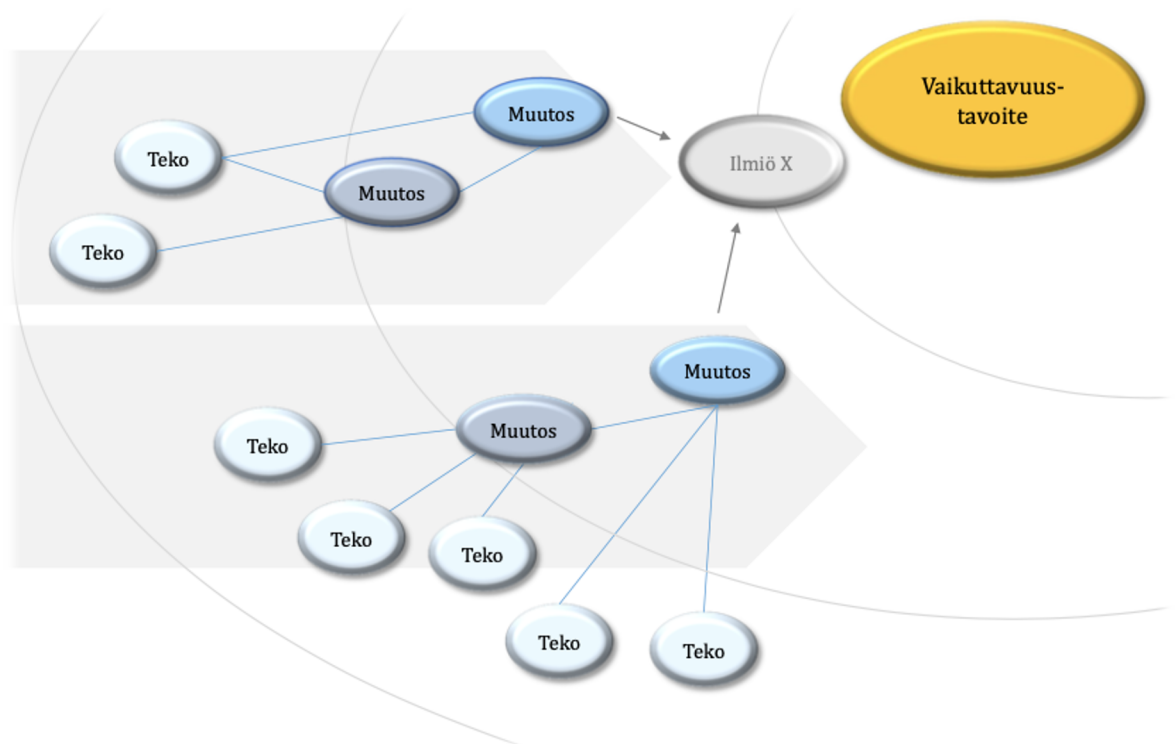 Vaikuttavuus-
tavoite
Muutos
Teko
Ilmiö X
Muutos
Teko
Muutos
Muutos
Teko
Teko
Teko
Teko
Teko